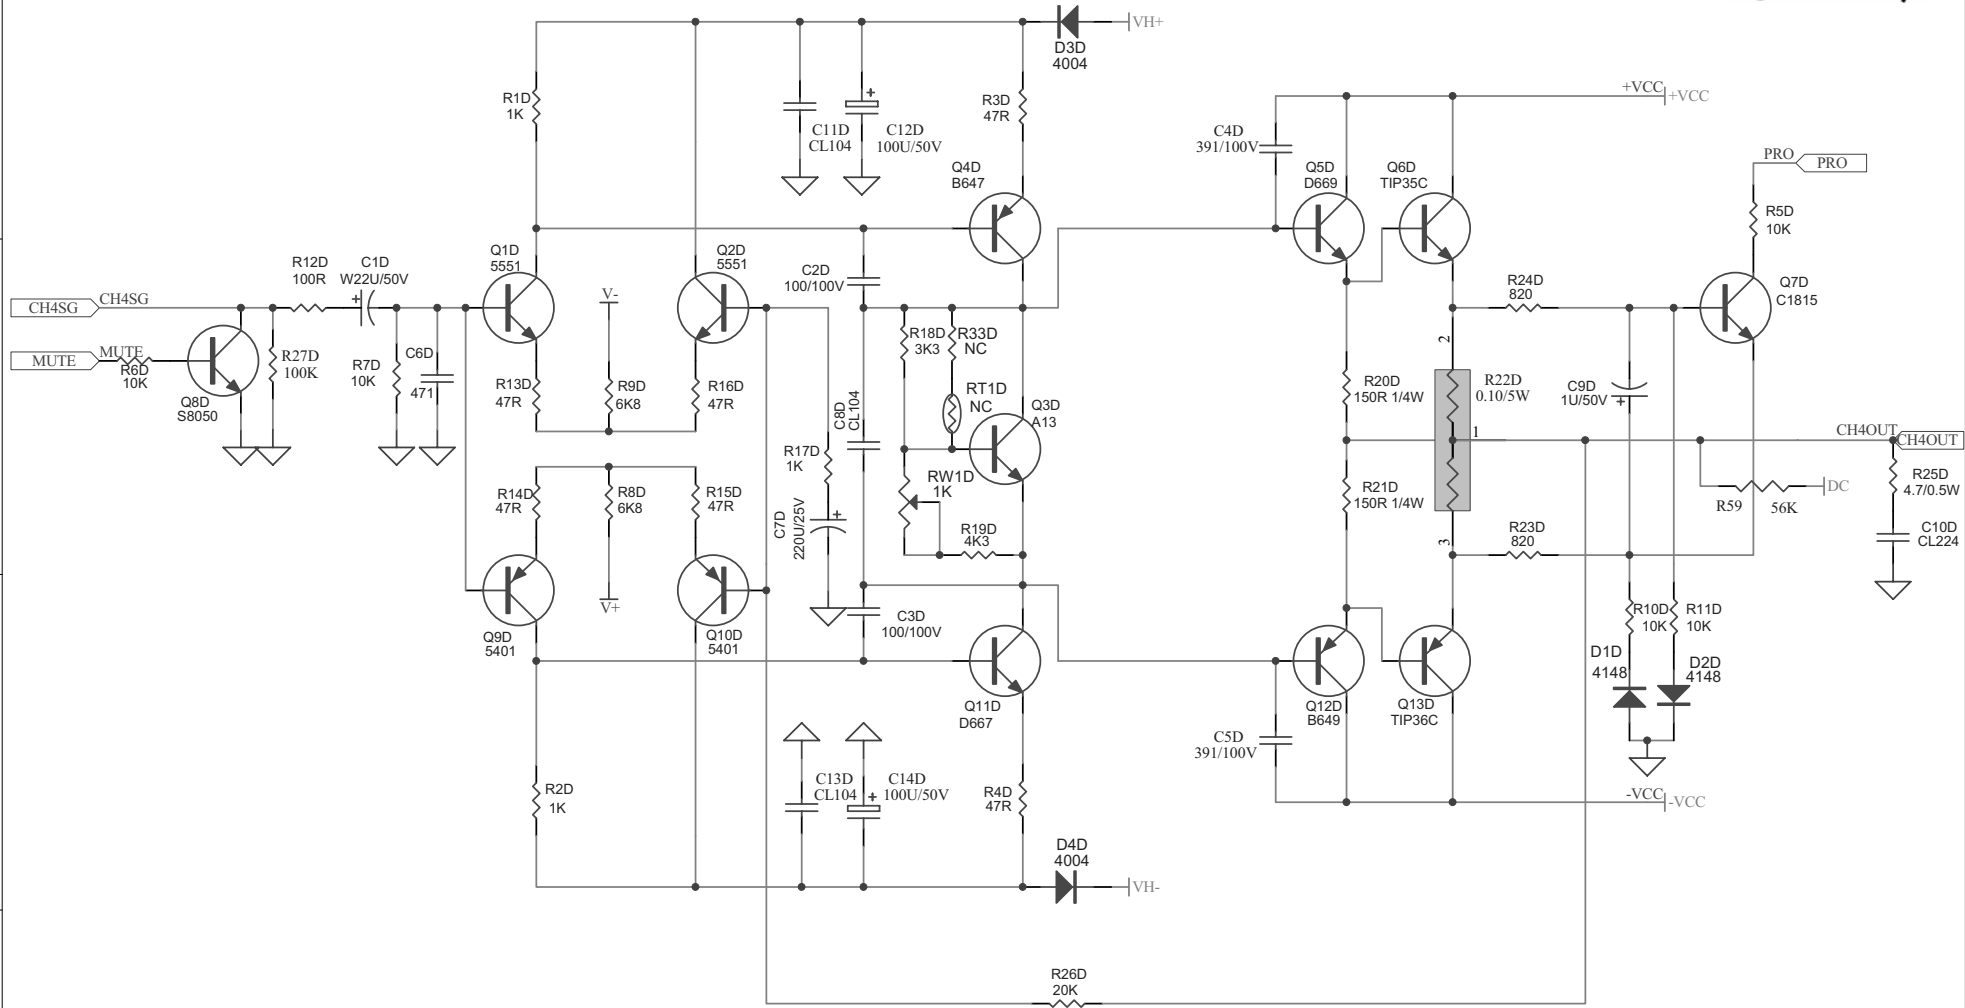 VH+
D3D
4004
R1D
1K
C11D
CL104
C12D
100U/50V
+
R3D
47R
+VCC
+VCC
C4D
391/100V
Q4D
B647
Q5D
D669
Q6D
TIP35C
PRO
PRO
R5D
10K
R12D
100R
C1D
W22U/50V
+
Q1D
5551
Q2D
5551
C2D
100/100V
V-
R24D
820
Q7D
C1815
CH4SG
CH4SG
MUTE
MUTE
R6D
10K
Q8D
S8050
R27D
100K
R7D
10K
C6D
471
R13D
47R
R9D
6K8
R16D
47R
R18D
3K3
R33D
NC
RT1D
NC
Q3D
A13
C8D
CL104
2
R20D
150R 1/4W
R22D
0.10/5W
C9D
1U/50V
+
1
CH4OUT
CH4OUT
R17D
1K
RW1D
1K
R14D
47R
R8D
6K8
R15D
47R
C7D
220U/25V
+
R19D
4K3
R21D
150R 1/4W
3
R23D
820
R59
56K
DC
R25D
4.7/0.5W
C10D
CL224
V+
Q9D
5401
Q10D
5401
C3D
100/100V
Q11D
D667
Q12D
B649
Q13D
TIP36C
R10D
10K
R11D
10K
D1D
4148
D2D
4148
C5D
391/100V
R2D
1K
C13D
CL104
C14D
100U/50V
+
R4D
47R
-VCC
-VCC
D4D
4004
VH-
R26D
20K